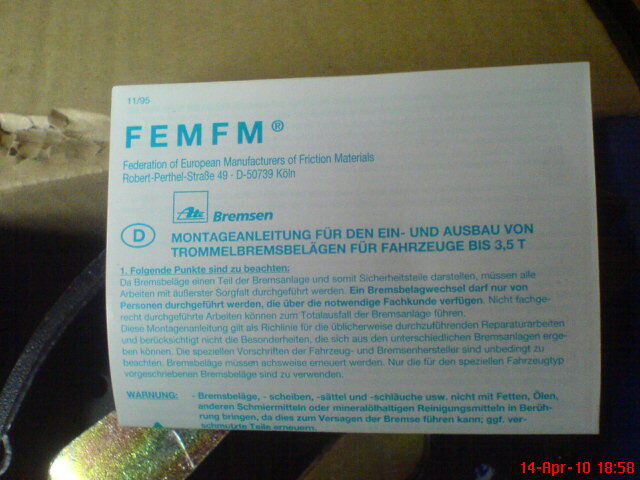 11/95
FEMFM®
Federation of European Manufacturers of Friction Materials
Robert-Perthel-Straße 49 · D-50739 Köln
Ate Bremsen
D MONTAGEANLEITUNG FÜR DEN EIN- UND AUSBAU VON
TROMMELBREMSBELÄGEN FÜR FAHRZEUGE BIS 3,5 T
1. Folgende Punkte sind zu beachten:
Da Bremsbeläge einen Teil der Bremsanlage und somit Sicherheitsteile darstellen, müssen alle
Arbeiten mit äußerster Sorgfalt durchgeführt werden. Ein Bremsbelagwechsel darf nur von
Personen durchgeführt werden, die über die notwendige Fachkunde verfügen. Nicht fachge-
recht durchgeführte Arbeiten können zum Totalausfall der Bremsanlage führen.
Diese Montageanleitung gilt als Richlinie für die üblicherweise durchzuführenden Reparaturarbeiten
und berücksichtigt nicht die Besonderheiten, die sich aus den unterschiedlichen Bremsanlagen erge-
ben können. Die speziellen Vorschriften der Fahrzeug- und Bremsenhersteller sind unbedingt zu
beachten. Bremsbeläge müssen achsweise erneuert werden. Nur die für den speziellen Fahrzeugtyp
vorgeschriebenen Bremsbeläge sind zu verwenden.
WARNUNG: - Bremsbeläge, - scheiben, -sättel und -schläuche usw. nicht mit Fetten, Ölen,
anderen Schmiermitteln oder mineralölhaltigen Reinigungsmitteln in Berüh-
rung bringen, da dies zum Versagen der Bremse führen kann; ggf. ver-
schmutzte Teile erneuern.
14-Apr-10 18:58